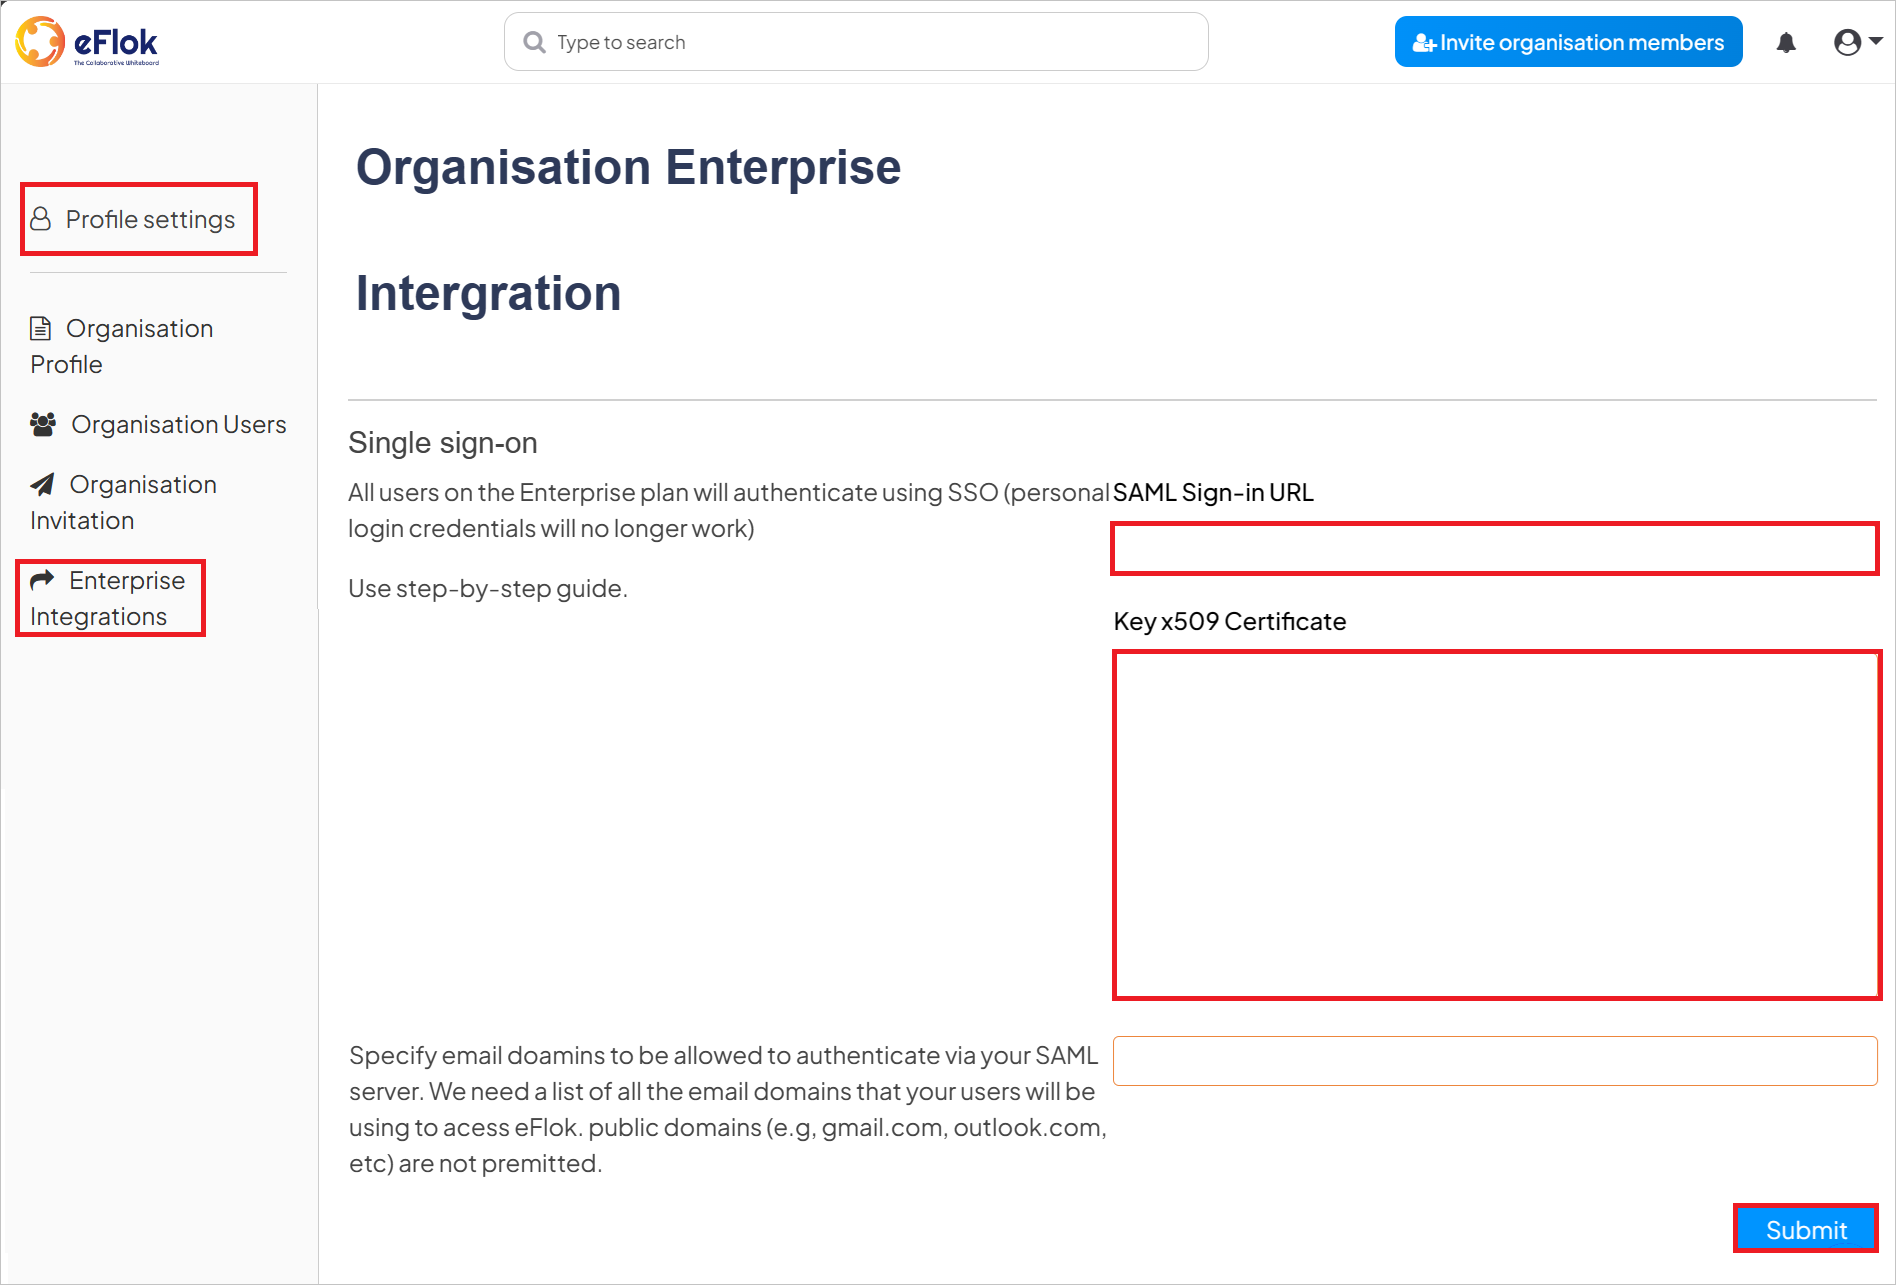 eFlok
The Collaborative Whiteboard
Type to search
Invite organisation members
Profile settings
Organisation
Profile
Organisation Users
Organisation
Invitation
Enterprise
Integrations
Organisation Enterprise
Intergration
Single sign-on
All users on the Enterprise plan will authenticate using SSO (personal
login credentials will no longer work)
Use step-by-step guide.
SAML Sign-in URL
Key x509 Certificate
Specify email doamins to be allowed to authenticate via your SAML
server. We need a list of all the email domains that your users will be
using to acess eFlok. public domains (e.g, gmail.com, outlook.com,
etc) are not premitted.
Submit